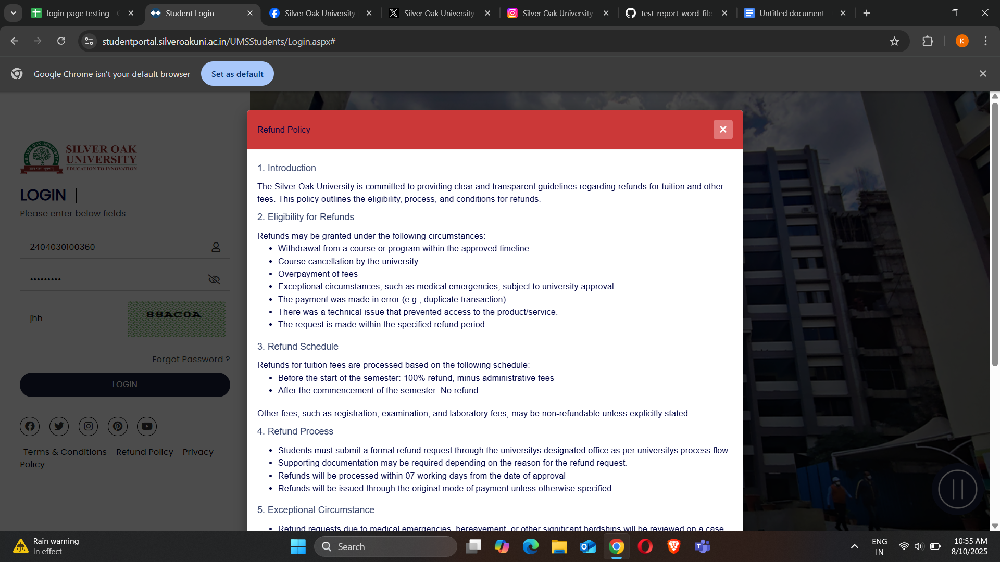 login page testing -
Student Login
Silver Oak University
Silver Oak University
Silver Oak University
test-report-word-file
Untitled document -
studentportal.silveroakuni.ac.in/UMSStudents/Login.aspx#
K
Google Chrome isn't your default browser
Set as default
SILVER OAK
UNIVERSITY
EDUCATION TO INNOVATION
LOGIN
Please enter below fields.
2404030100360
•••••••••
jhh
88AC0A
Forgot Password ?
LOGIN
Terms & Conditions
Refund Policy
Privacy
Policy
Refund Policy
1. Introduction
The Silver Oak University is committed to providing clear and transparent guidelines regarding refunds for tuition and other
fees. This policy outlines the eligibility, process, and conditions for refunds.
2. Eligibility for Refunds
Refunds may be granted under the following circumstances:
• Withdrawal from a course or program within the approved timeline.
• Course cancellation by the university.
• Overpayment of fees
• Exceptional circumstances, such as medical emergencies, subject to university approval.
• The payment was made in error (e.g., duplicate transaction).
• There was a technical issue that prevented access to the product/service.
• The request is made within the specified refund period.
3. Refund Schedule
Refunds for tuition fees are processed based on the following schedule:
• Before the start of the semester: 100% refund, minus administrative fees
• After the commencement of the semester: No refund
Other fees, such as registration, examination, and laboratory fees, may be non-refundable unless explicitly stated.
4. Refund Process
• Students must submit a formal refund request through the universitys designated office as per universitys process flow.
• Supporting documentation may be required depending on the reason for the refund request.
• Refunds will be processed within 07 working days from the date of approval
• Refunds will be issued through the original mode of payment unless otherwise specified.
5. Exceptional Circumstance
• Refund requests due to medical emergencies, bereavement, or other significant hardships will be reviewed on a case-
Rain warning
In effect
Search
ENG
IN
10:55 AM
8/10/2025